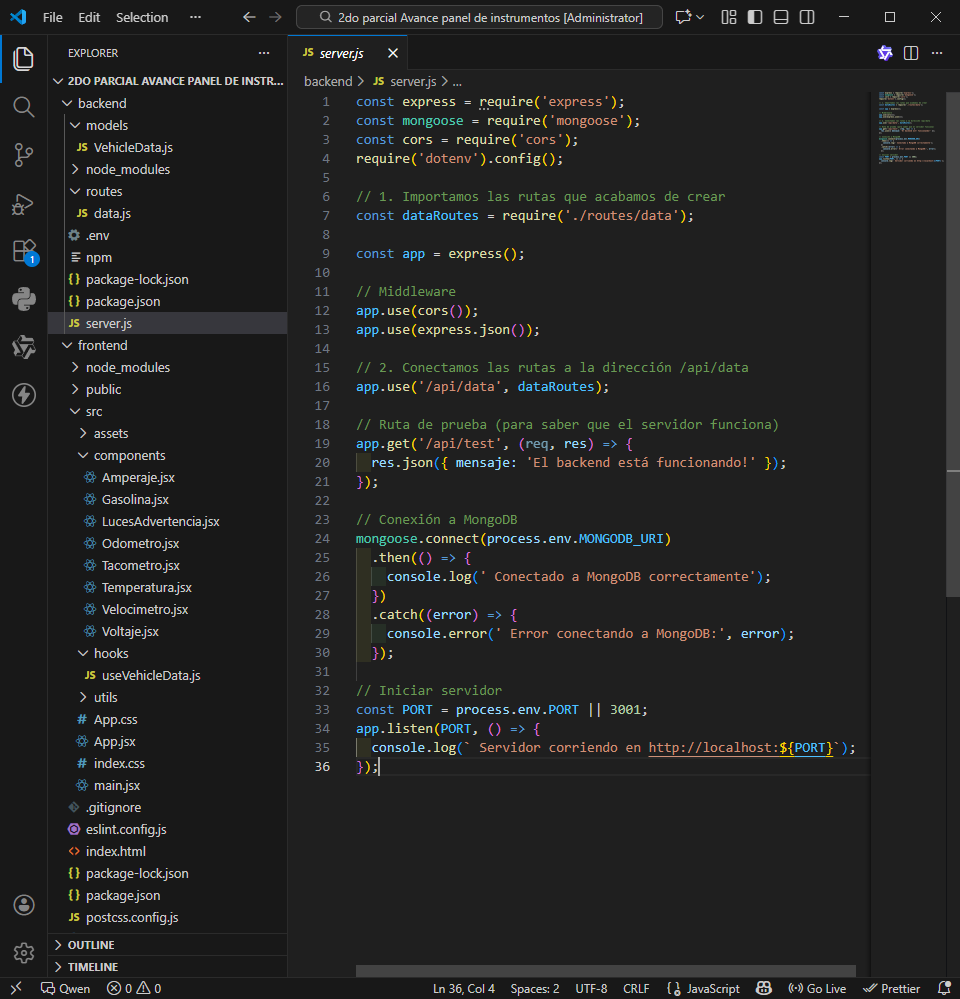 File Edit Selection ··· 2do parcial Avance panel de instrumentos [Administrator]
EXPLORER ···
2DO PARCIAL AVANCE PANEL DE INSTR...
backend
models
JS VehicleData.js
node_modules
routes
JS data.js
.env
npm
{} package-lock.json
{} package.json
JS server.js
frontend
node_modules
public
src
assets
components
Amperaje.jsx
Gasolina.jsx
LucesAdvertencia.jsx
Odometro.jsx
Tacometro.jsx
Temperatura.jsx
Velocimetro.jsx
Voltaje.jsx
hooks
JS useVehicleData.js
utils
# App.css
App.jsx
# index.css
main.jsx
.gitignore
eslint.config.js
<> index.html
{} package-lock.json
{} package.json
JS postcss.config.js
OUTLINE
TIMELINE
1
JS server.js
backend > JS server.js > ...
1 const express = require('express');
2 const mongoose = require('mongoose');
3 const cors = require('cors');
4 require('dotenv').config();
5
6 // 1. Importamos las rutas que acabamos de crear
7 const dataRoutes = require('./routes/data');
8
9 const app = express();
10
11 // Middleware
12 app.use(cors());
13 app.use(express.json());
14
15 // 2. Conectamos las rutas a la dirección /api/data
16 app.use('/api/data', dataRoutes);
17
18 // Ruta de prueba (para saber que el servidor funciona)
19 app.get('/api/test', (req, res) => {
20 res.json({ mensaje: 'El backend está funcionando!' });
21 });
22
23 // Conexión a MongoDB
24 mongoose.connect(process.env.MONGODB_URI)
25 .then(() => {
26 console.log(' Conectado a MongoDB correctamente');
27 })
28 .catch((error) => {
29 console.error(' Error conectando a MongoDB:', error);
30 });
31
32 // Iniciar servidor
33 const PORT = process.env.PORT || 3001;
34 app.listen(PORT, () => {
35 console.log(` Servidor corriendo en http://localhost:${PORT}`);
36 });
Qwen 0 0 Ln 36, Col 4 Spaces: 2 UTF-8 CRLF {} JavaScript Go Live Prettier